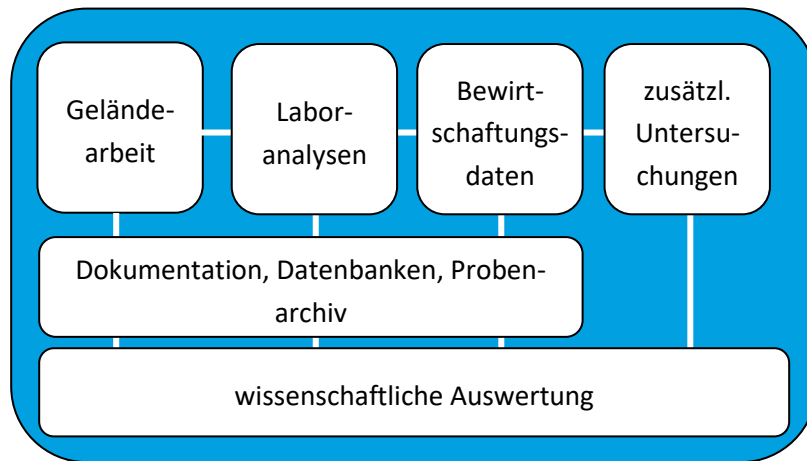 Gelände-
arbeit
Labor-
analysen
Bewirt-
schaftungs-
daten
zusätzl.
Untersu-
chungen
Dokumentation, Datenbanken, Proben-
archiv
wissenschaftliche Auswertung